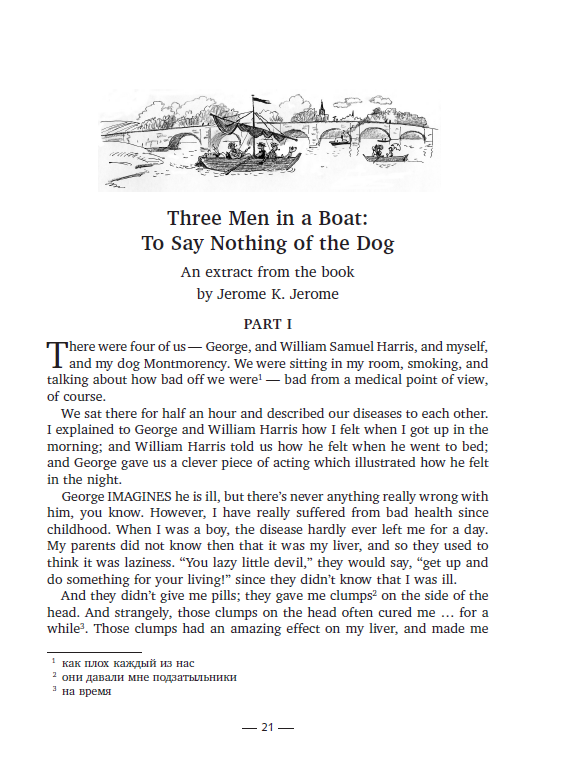 Three Men in a Boat:
To Say Nothing of the Dog
An extract from the book
by Jerome K. Jerome
PART I
There were four of us — George, and William Samuel Harris, and myself,
and my dog Montmorency. We were sitting in my room, smoking, and
talking about how bad off we were¹ — bad from a medical point of view,
of course.
We sat there for half an hour and described our diseases to each other.
I explained to George and William Harris how I felt when I got up in the
morning; and William Harris told us how he felt when he went to bed;
and George gave us a clever piece of acting which illustrated how he felt
in the night.
George IMAGINES he is ill, but there’s never anything really wrong with
him, you know. However, I have really suffered from bad health since
childhood. When I was a boy, the disease hardly ever left me for a day.
My parents did not know then that it was my liver, and so they used to
think it was laziness. “You lazy little devil,” they would say, “get up and
do something for your living!” since they didn’t know that I was ill.
And they didn’t give me pills; they gave me clumps² on the side of the
head. And strangely, those clumps on the head often cured me … for a
while³. Those clumps had an amazing effect on my liver, and made me
¹ как плох каждый из нас
² они давали мне подзатыльники
³ на время
— 21 —